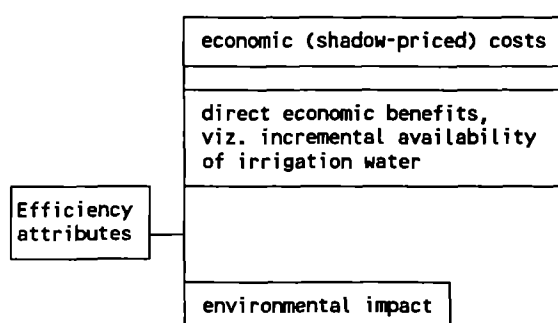 economic (shadow-priced) costs
direct economic benefits,
viz. incremental availability
of irrigation water
Efficiency
attributes
environmental impact